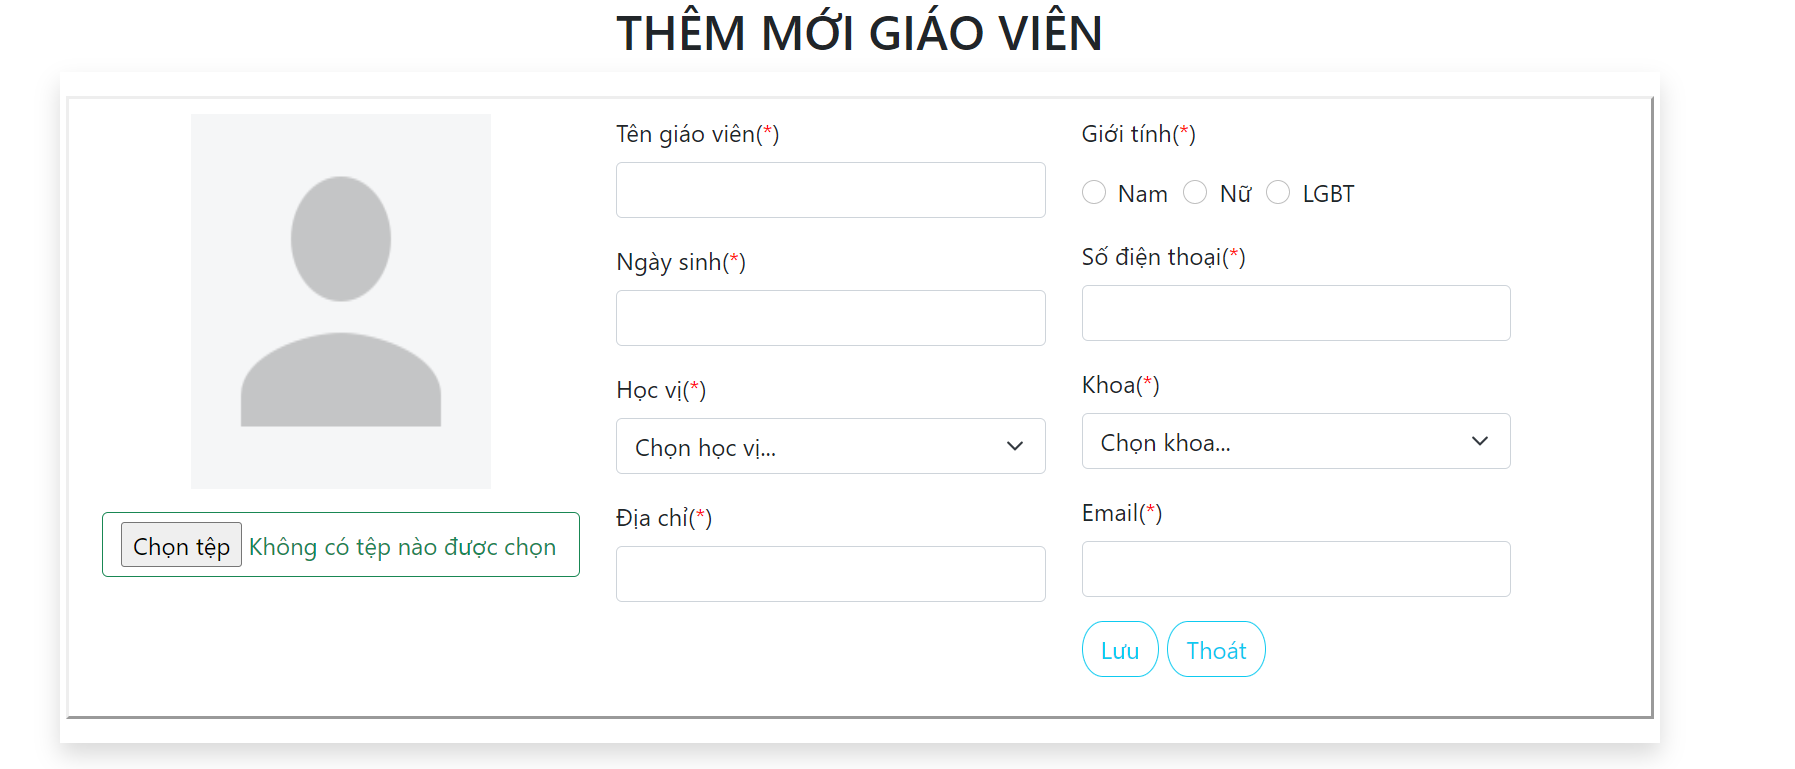 THÊM MỚI GIÁO VIÊN
Tên giáo viên(*)
Giới tính(*)
Nam Nữ LGBT
Ngày sinh(*)
Số điện thoại(*)
Học vị(*)
Chọn học vị...
Khoa(*)
Chọn khoa...
Địa chỉ(*)
Email(*)
Chọn tệp Không có tệp nào được chọn
Lưu Thoát